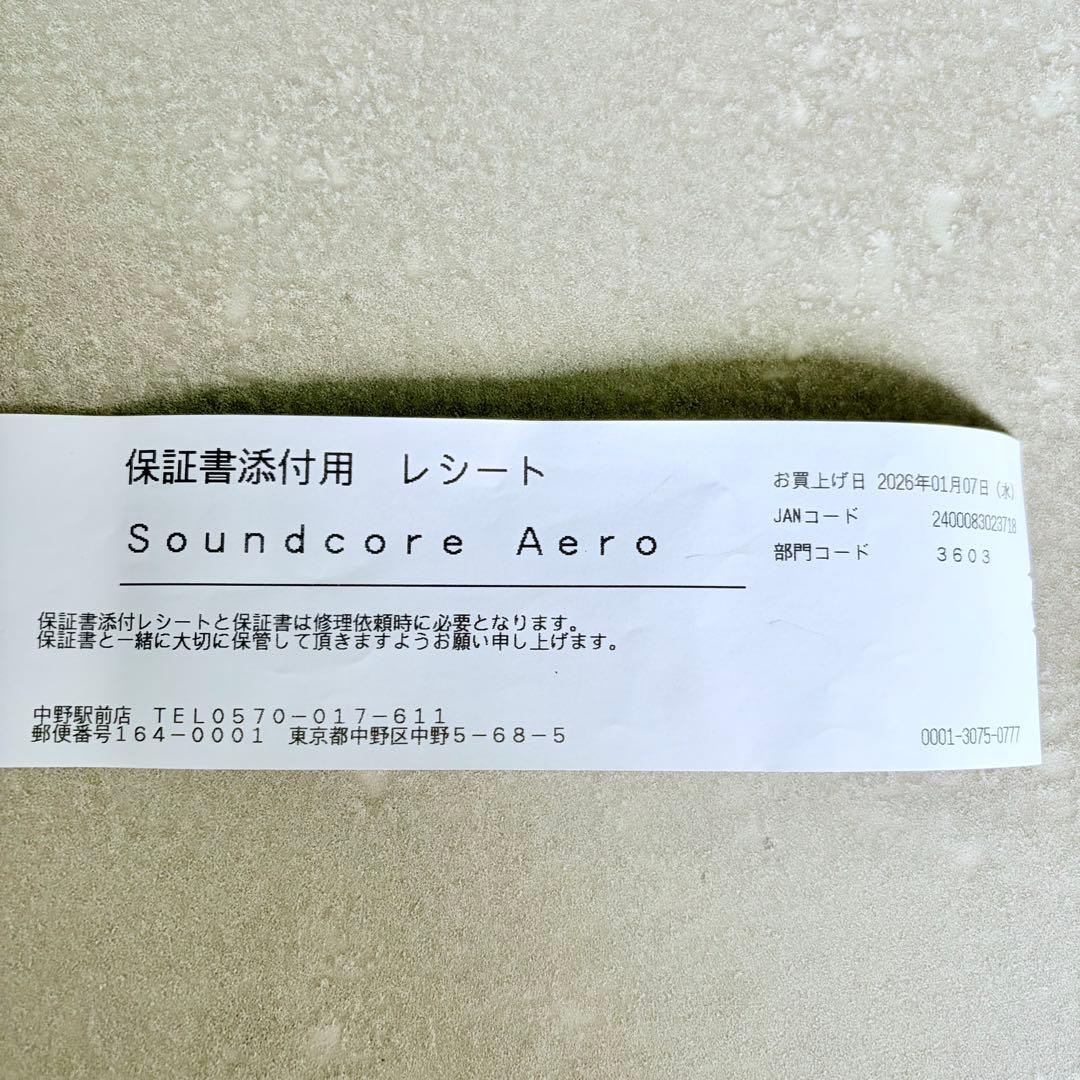 保証書添付用　レシート
Ｓｏｕｎｄｃｏｒｅ　Ａｅｒｏ
お買上げ日 2026年01月07日（水）
JANコード 2400083023718
部門コード ３６０３
保証書添付レシートと保証書は修理依頼時に必要となります。
保証書と一緒に大切に保管して頂きますようお願い申し上げます。
中野駅前店　ＴＥＬ０５７０－０１７－６１１
郵便番号１６４－０００１　東京都中野区中野５－６８－５
0001-3075-0777